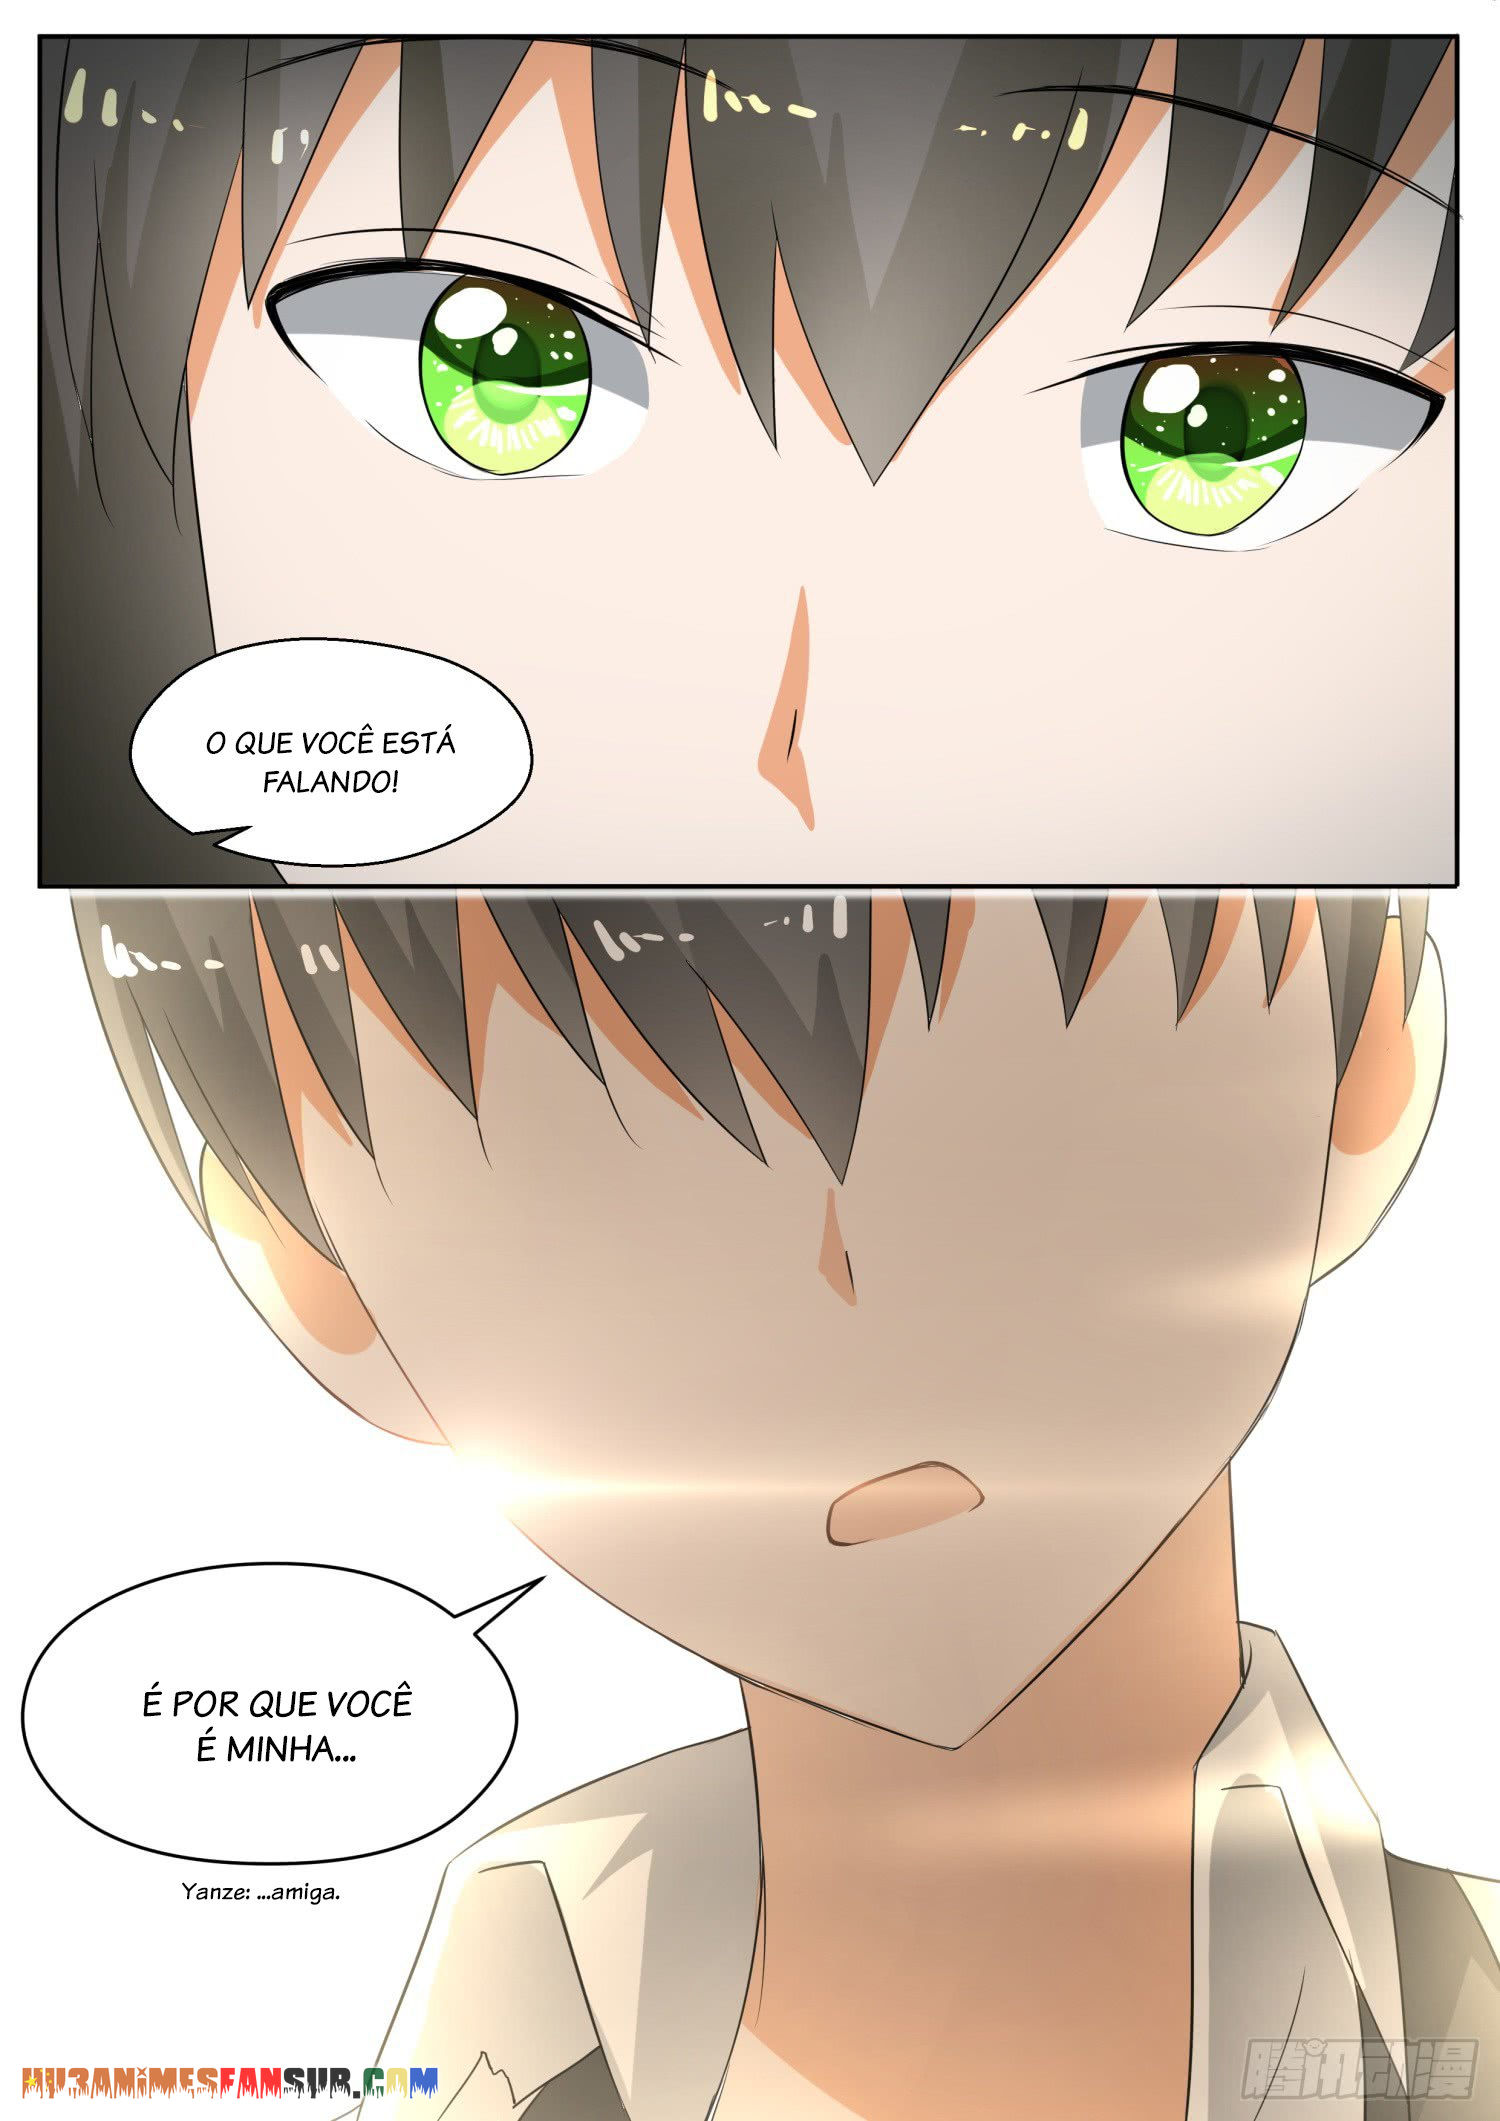 O QUE VOCÊ ESTÁ
FALANDO!
É POR QUE VOCÊ
É MINHA...
Yanze: ...amiga.
HU3ANIMESFANSUB.COM
腾讯动漫